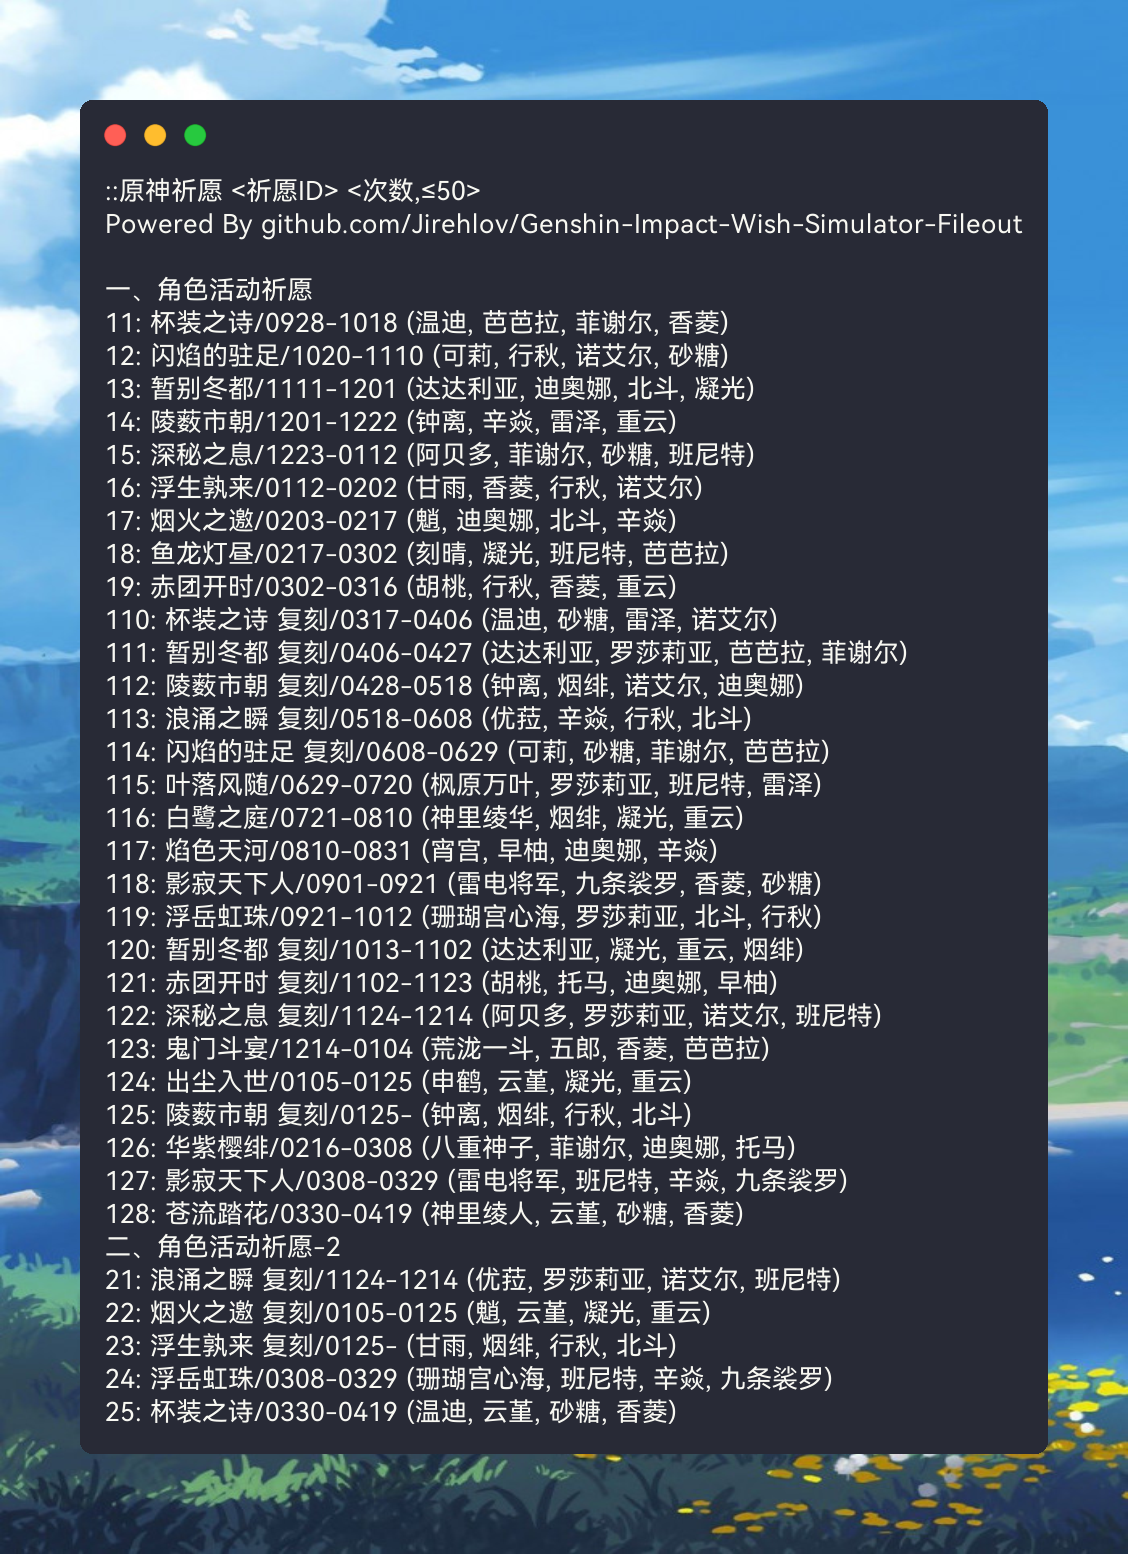 ::原神祈愿 <祈愿ID> <次数,≤50>
Powered By github.com/Jirehlov/Genshin-Impact-Wish-Simulator-Fileout
一、角色活动祈愿
11: 杯装之诗/0928-1018 (温迪, 芭芭拉, 菲谢尔, 香菱)
12: 闪焰的驻足/1020-1110 (可莉, 行秋, 诺艾尔, 砂糖)
13: 暂别冬都/1111-1201 (达达利亚, 迪奥娜, 北斗, 凝光)
14: 陵薮市朝/1201-1222 (钟离, 辛焱, 雷泽, 重云)
15: 深秘之息/1223-0112 (阿贝多, 菲谢尔, 砂糖, 班尼特)
16: 浮生孰来/0112-0202 (甘雨, 香菱, 行秋, 诺艾尔)
17: 烟火之邀/0203-0217 (魈, 迪奥娜, 北斗, 辛焱)
18: 鱼龙灯昼/0217-0302 (刻晴, 凝光, 班尼特, 芭芭拉)
19: 赤团开时/0302-0316 (胡桃, 行秋, 香菱, 重云)
110: 杯装之诗 复刻/0317-0406 (温迪, 砂糖, 雷泽, 诺艾尔)
111: 暂别冬都 复刻/0406-0427 (达达利亚, 罗莎莉亚, 芭芭拉, 菲谢尔)
112: 陵薮市朝 复刻/0428-0518 (钟离, 烟绯, 诺艾尔, 迪奥娜)
113: 浪涌之瞬 复刻/0518-0608 (优菈, 辛焱, 行秋, 北斗)
114: 闪焰的驻足 复刻/0608-0629 (可莉, 砂糖, 菲谢尔, 芭芭拉)
115: 叶落风随/0629-0720 (枫原万叶, 罗莎莉亚, 班尼特, 雷泽)
116: 白鹭之庭/0721-0810 (神里绫华, 烟绯, 凝光, 重云)
117: 焰色天河/0810-0831 (宵宫, 早柚, 迪奥娜, 辛焱)
118: 影寂天下人/0901-0921 (雷电将军, 九条裟罗, 香菱, 砂糖)
119: 浮岳虹珠/0921-1012 (珊瑚宫心海, 罗莎莉亚, 北斗, 行秋)
120: 暂别冬都 复刻/1013-1102 (达达利亚, 凝光, 重云, 烟绯)
121: 赤团开时 复刻/1102-1123 (胡桃, 托马, 迪奥娜, 早柚)
122: 深秘之息 复刻/1124-1214 (阿贝多, 罗莎莉亚, 诺艾尔, 班尼特)
123: 鬼门斗宴/1214-0104 (荒泷一斗, 五郎, 香菱, 芭芭拉)
124: 出尘入世/0105-0125 (申鹤, 云堇, 凝光, 重云)
125: 陵薮市朝 复刻/0125- (钟离, 烟绯, 行秋, 北斗)
126: 华紫樱绯/0216-0308 (八重神子, 菲谢尔, 迪奥娜, 托马)
127: 影寂天下人/0308-0329 (雷电将军, 班尼特, 辛焱, 九条裟罗)
128: 苍流踏花/0330-0419 (神里绫人, 云堇, 砂糖, 香菱)
二、角色活动祈愿-2
21: 浪涌之瞬 复刻/1124-1214 (优菈, 罗莎莉亚, 诺艾尔, 班尼特)
22: 烟火之邀 复刻/0105-0125 (魈, 云堇, 凝光, 重云)
23: 浮生孰来 复刻/0125- (甘雨, 烟绯, 行秋, 北斗)
24: 浮岳虹珠/0308-0329 (珊瑚宫心海, 班尼特, 辛焱, 九条裟罗)
25: 杯装之诗/0330-0419 (温迪, 云堇, 砂糖, 香菱)